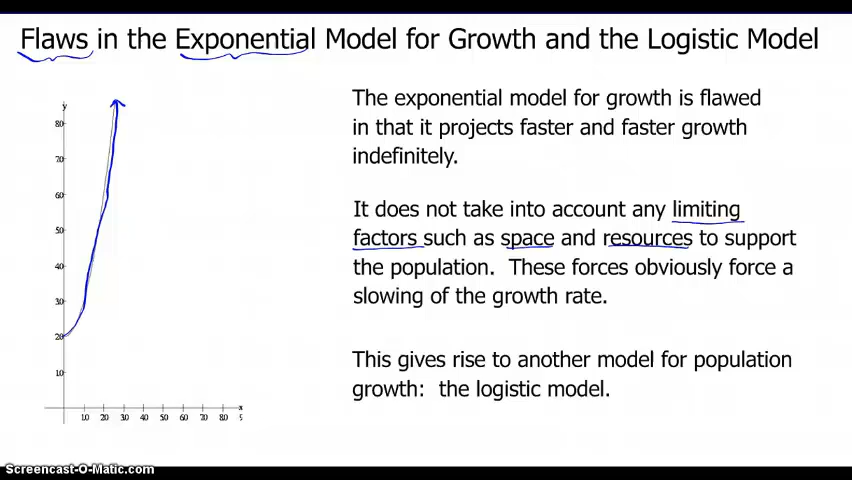 Flaws in the Exponential Model for Growth and the Logistic Model
The exponential model for growth is flawed
in that it projects faster and faster growth
indefinitely.
It does not take into account any limiting
factors such as space and resources to support
the population. These forces obviously force a
slowing of the growth rate.
This gives rise to another model for population
growth: the logistic model.
y
80
70
60
50
40
30
20
10
10 20 30 40 50 60 70 80
x
Screencast-O-Matic.com